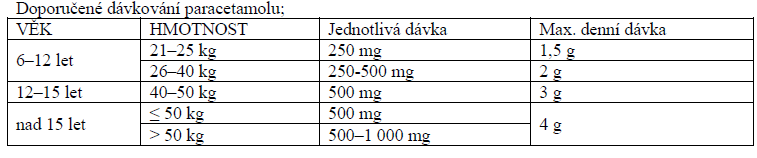 Doporučené dávkování paracetamolu;
VĚK HMOTNOST Jednotlivá dávka Max. denní dávka
6–12 let 21–25 kg 250 mg 1,5 g
26–40 kg 250-500 mg 2 g
12–15 let 40–50 kg 500 mg 3 g
nad 15 let ≤ 50 kg 500 mg 4 g
> 50 kg 500–1 000 mg